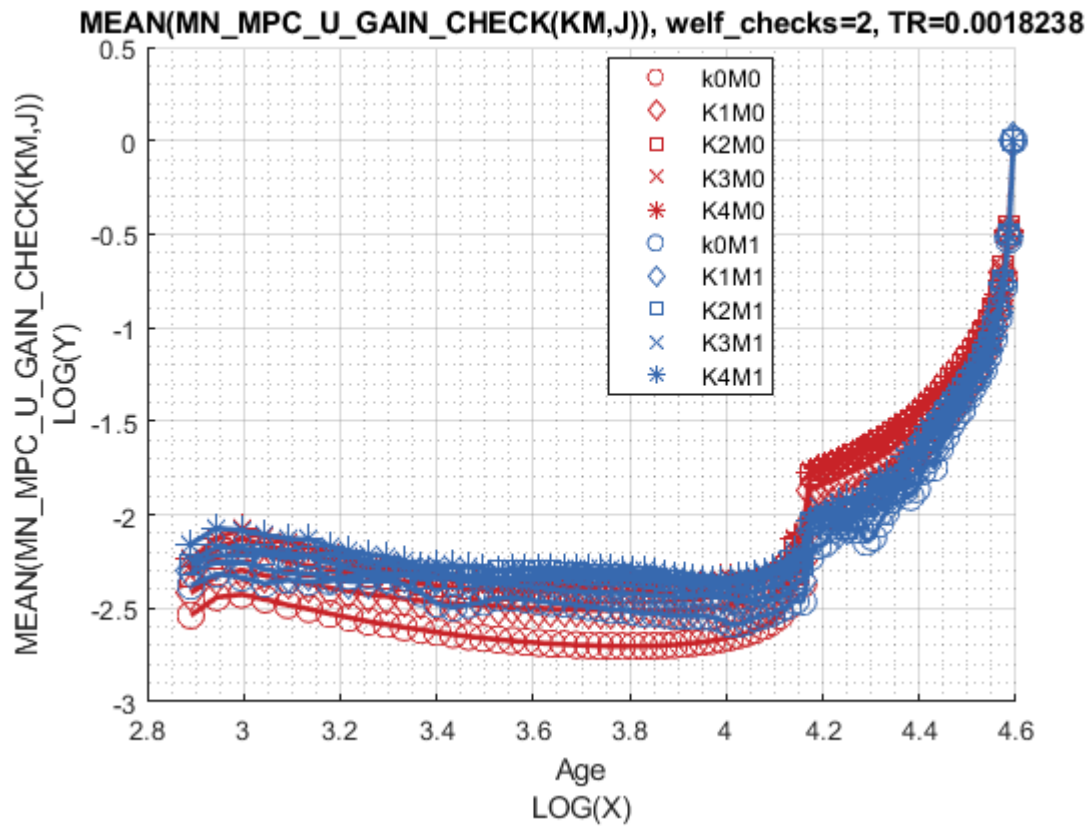 MEAN(MN_MPC_U_GAIN_CHECK(KM,J)), welf_checks=2, TR=0.0018238
MEAN(MN_MPC_U_GAIN_CHECK(KM,J))
LOG(Y)
0.5
0
-0.5
-1
-1.5
-2
-2.5
-3
k0M0
K1M0
K2M0
K3M0
K4M0
k0M1
K1M1
K2M1
K3M1
K4M1
2.8 3 3.2 3.4 3.6 3.8 4 4.2 4.4 4.6
Age
LOG(X)